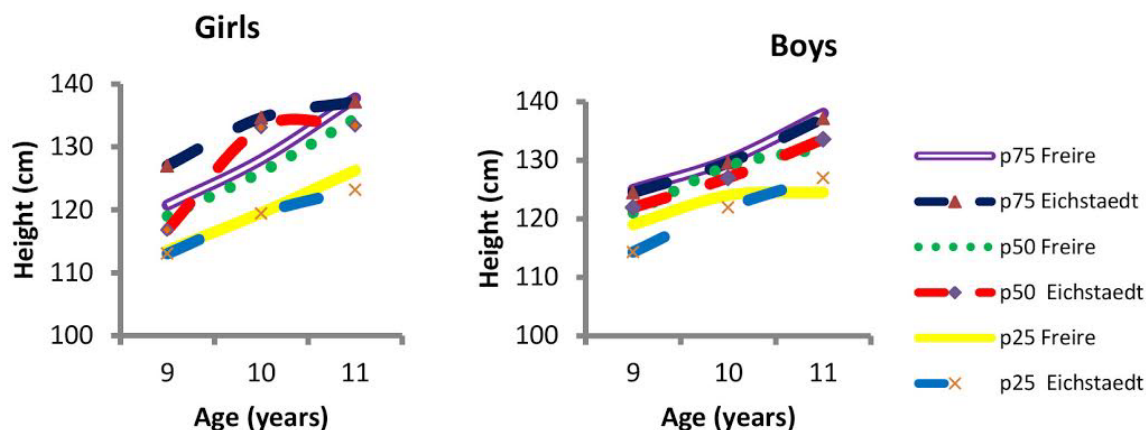 Girls
140
130
120
110
100
Height (cm)
9 10 11
Age (years)
Boys
140
130
120
110
100
Height (cm)
9 10 11
Age (years)
p75 Freire
p75 Eichstaedt
p50 Freire
p50 Eichstaedt
p25 Freire
p25 Eichstaedt